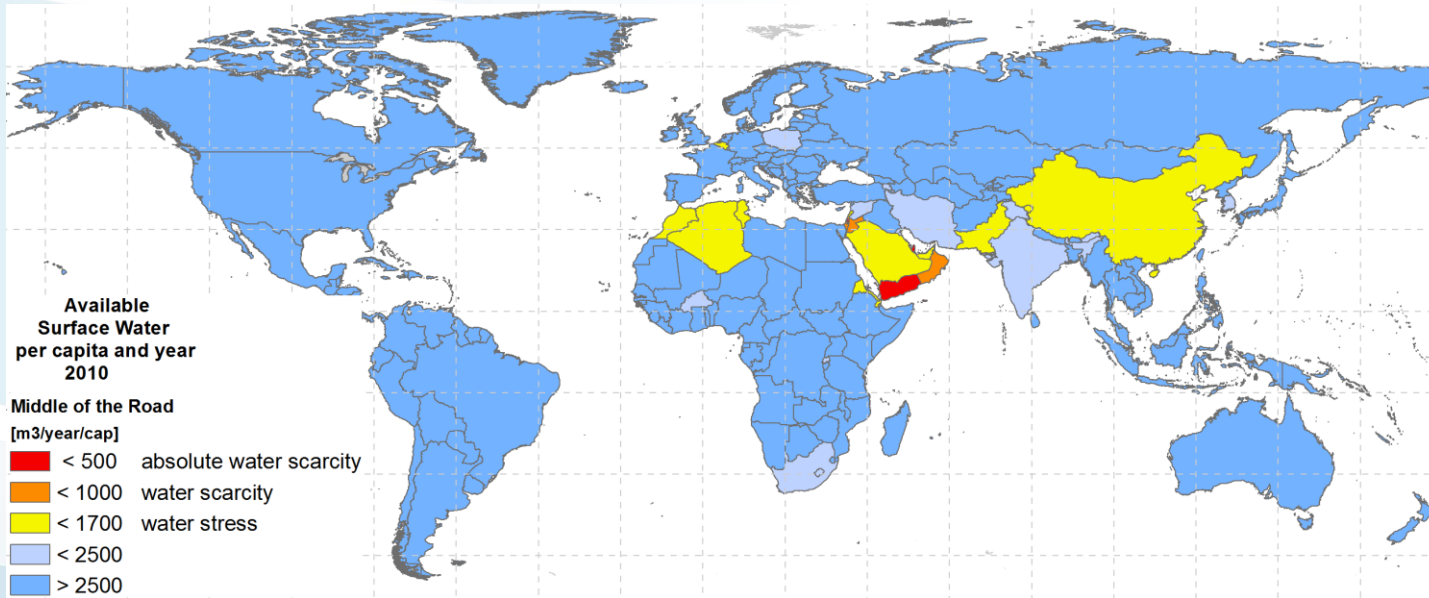 Available
Surface Water
per capita and year
2010
Middle of the Road
[m3/year/cap]
< 500 absolute water scarcity
< 1000 water scarcity
< 1700 water stress
< 2500
> 2500